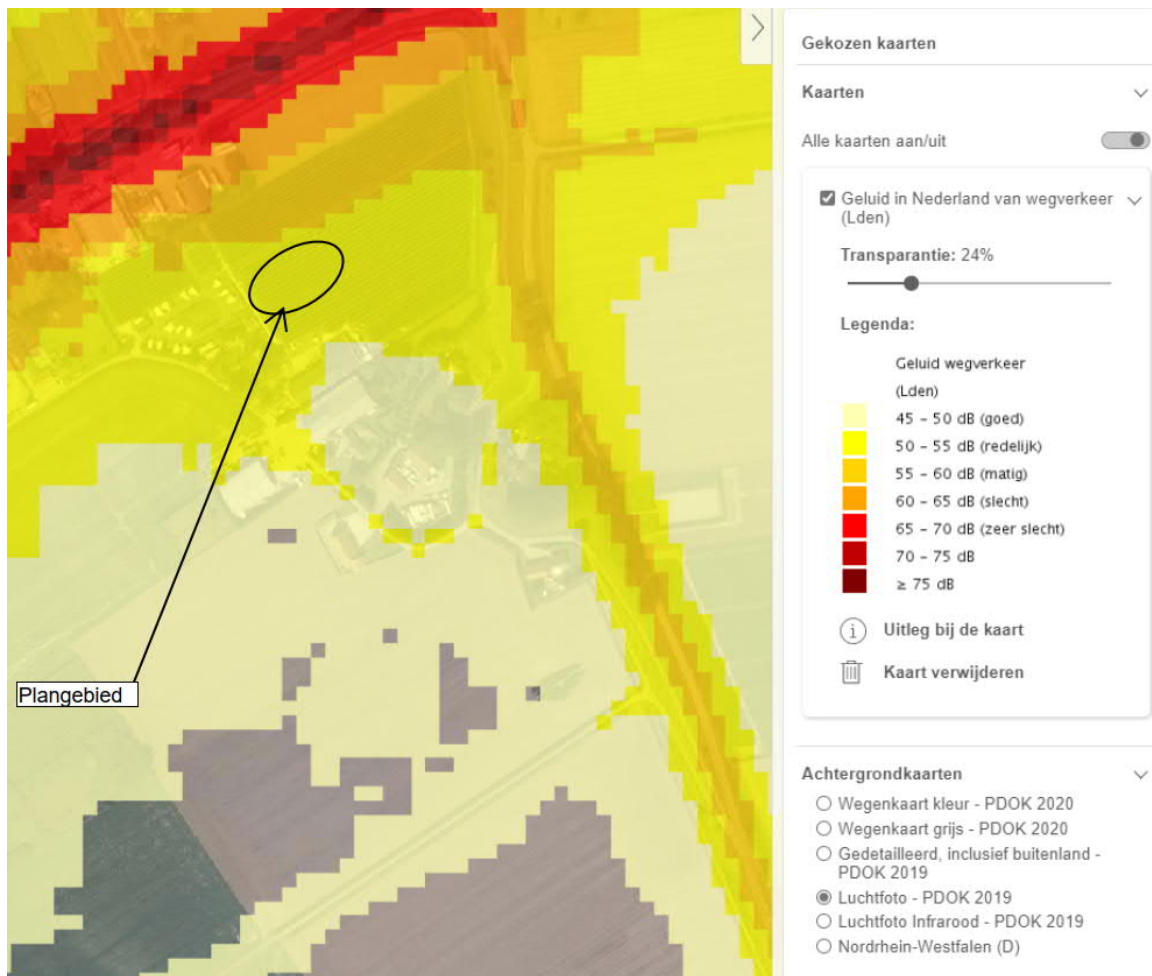 Plangebied
Gekozen kaarten
Kaarten
Alle kaarten aan/uit
Geluid in Nederland van wegverkeer
(Lden)
Transparantie: 24%
Legenda:
Geluid wegverkeer
(Lden)
45 – 50 dB (goed)
50 – 55 dB (redelijk)
55 – 60 dB (matig)
60 – 65 dB (slecht)
65 – 70 dB (zeer slecht)
70 – 75 dB
≥ 75 dB
Uitleg bij de kaart
Kaart verwijderen
Achtergrondkaarten
Wegenkaart kleur - PDOK 2020
Wegenkaart grijs - PDOK 2020
Gedetailleerd, inclusief buitenland -
PDOK 2019
Luchtfoto - PDOK 2019
Luchtfoto Infrarood - PDOK 2019
Nordrhein-Westfalen (D)